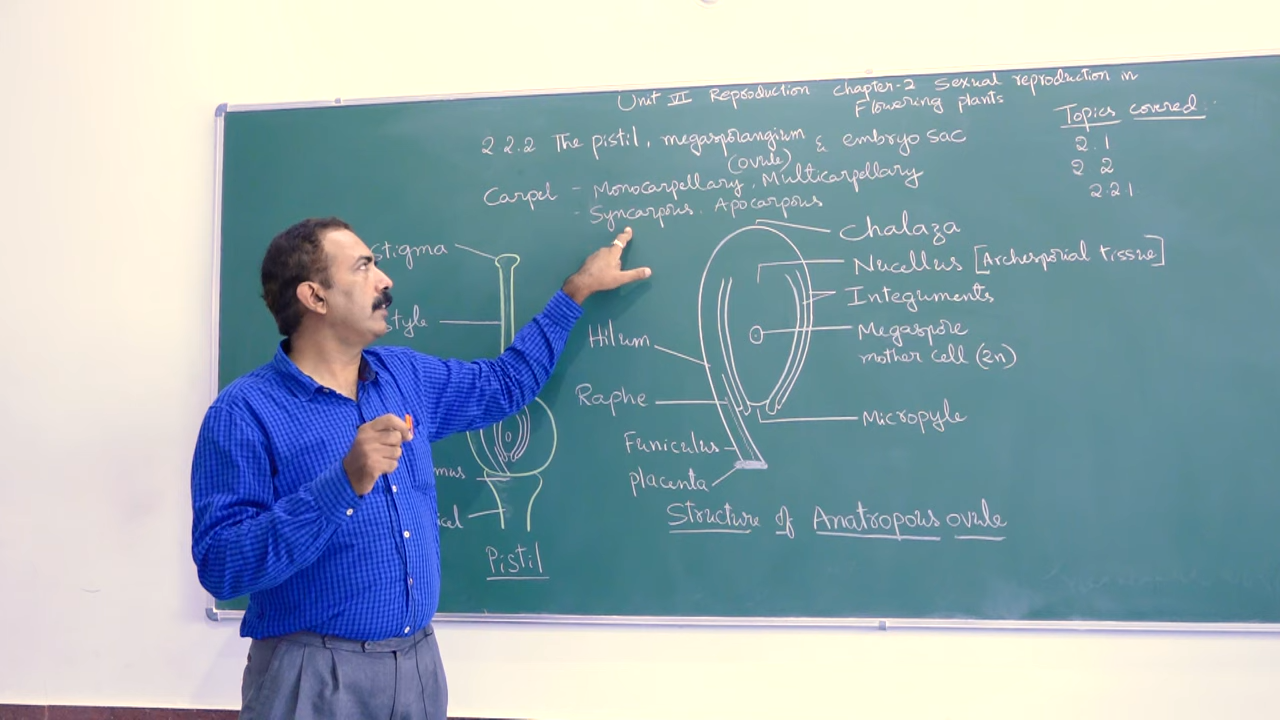 Unit VI Reproduction chapter-2 Sexual reproduction in
Flowering plants
Topics covered:
2.1
2.2
2.2.1
2.2.2 The pistil, megasporangium & embryo sac
(ovule)
Carpel - Monocarpellary, Multicarpellary
- Syncarpous. Apocarpous
stigma
style
mus
Pistil
Chalaza
Nucellus [Archesporial tissue]
Integuments
Megaspore
mother cell (2n)
Micropyle
Hilum
Raphe
Funiculus
placenta
Structure of Anatropous ovule